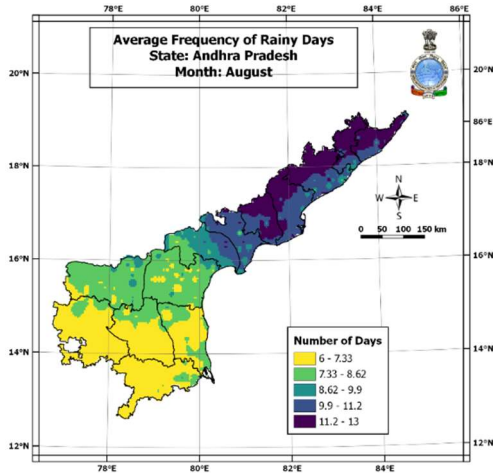 78°E 80°E 82°E 84°E 86°E
Average Frequency of Rainy Days
State: Andhra Pradesh
Month: August
20°N 20°N
86°E
18°N 18°N
N
W E
S
0 50 100 150 km
16°N 16°N
Number of Days
6 - 7.33
7.33 - 8.62
8.62 - 9.9
9.9 - 11.2
11.2 - 13
14°N 14°N
12°N 12°N
78°E 80°E 82°E 84°E